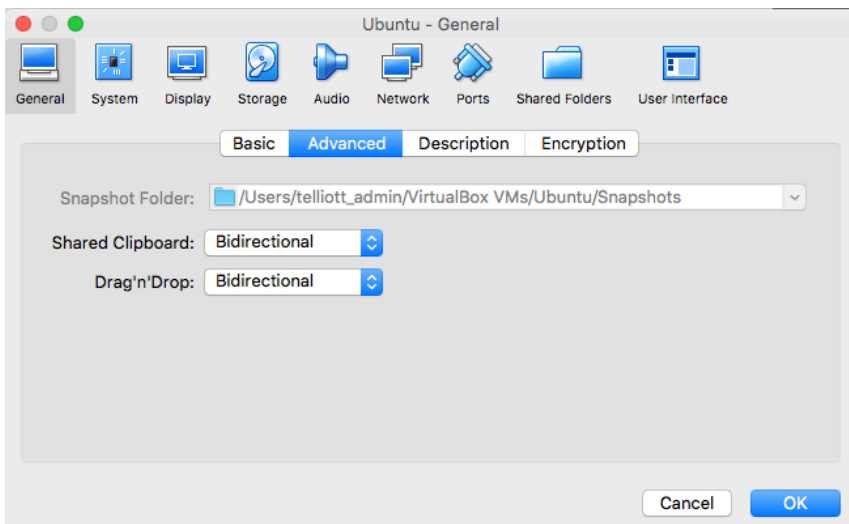 Ubuntu - General
General System Display Storage Audio Network Ports Shared Folders User Interface
Basic Advanced Description Encryption
Snapshot Folder: /Users/telliott_admin/VirtualBox VMs/Ubuntu/Snapshots
Shared Clipboard: Bidirectional
Drag'n'Drop: Bidirectional
Cancel OK